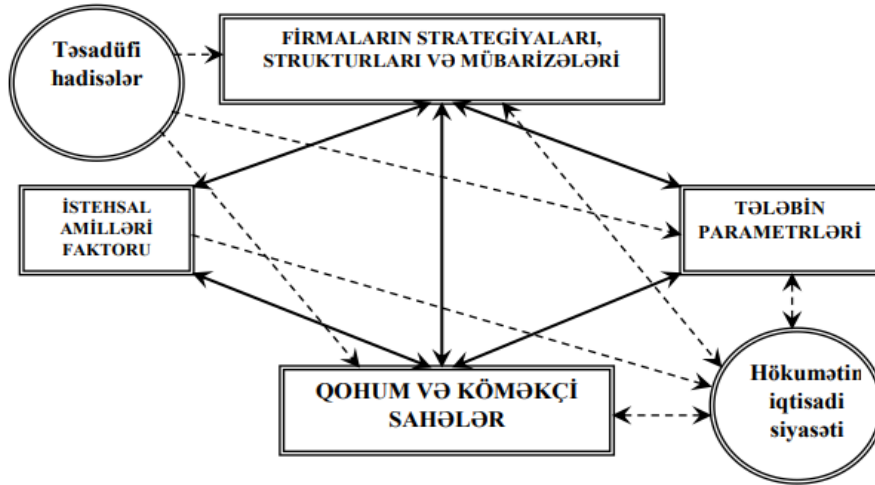 Təsadüfi
hadisələr
FİRMALARIN STRATEGİYALARI,
STRUKTURLARI VƏ MÜBARİZƏLƏRİ
İSTEHSAL
AMİLLƏRİ
FAKTORU
TƏLƏBİN
PARAMETRLƏRİ
QOHUM VƏ KÖMƏKÇİ
SAHƏLƏR
Hökumətin
iqtisadi
siyasəti